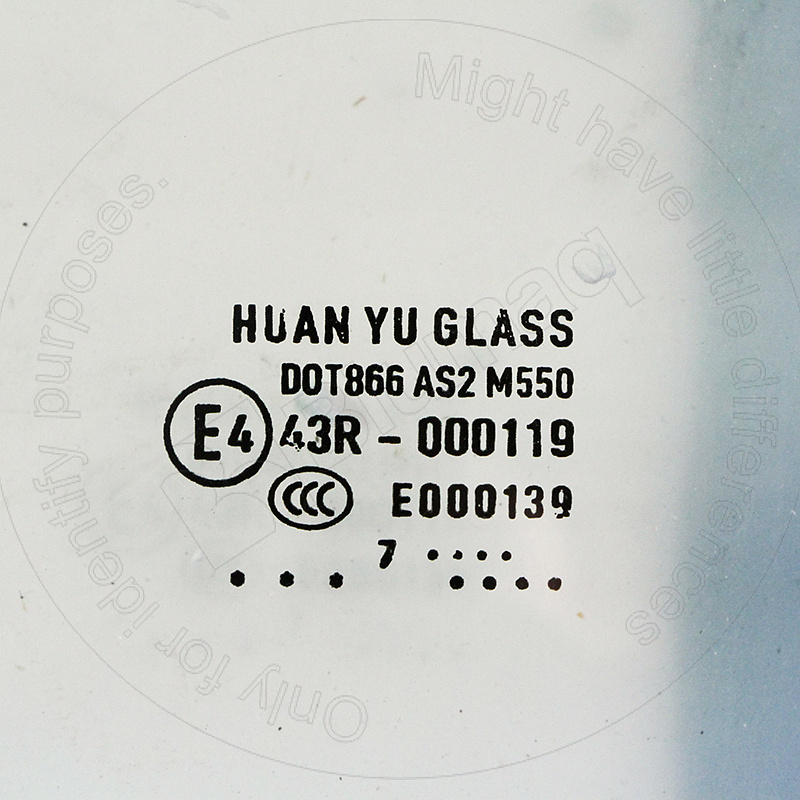 HUAN YU GLASS
DOT866 AS2 M550
E4 43R - 000119
CCC E000139
7 ····
••• ••••
Might have little differences
Only for identify purposes.
Blumaq